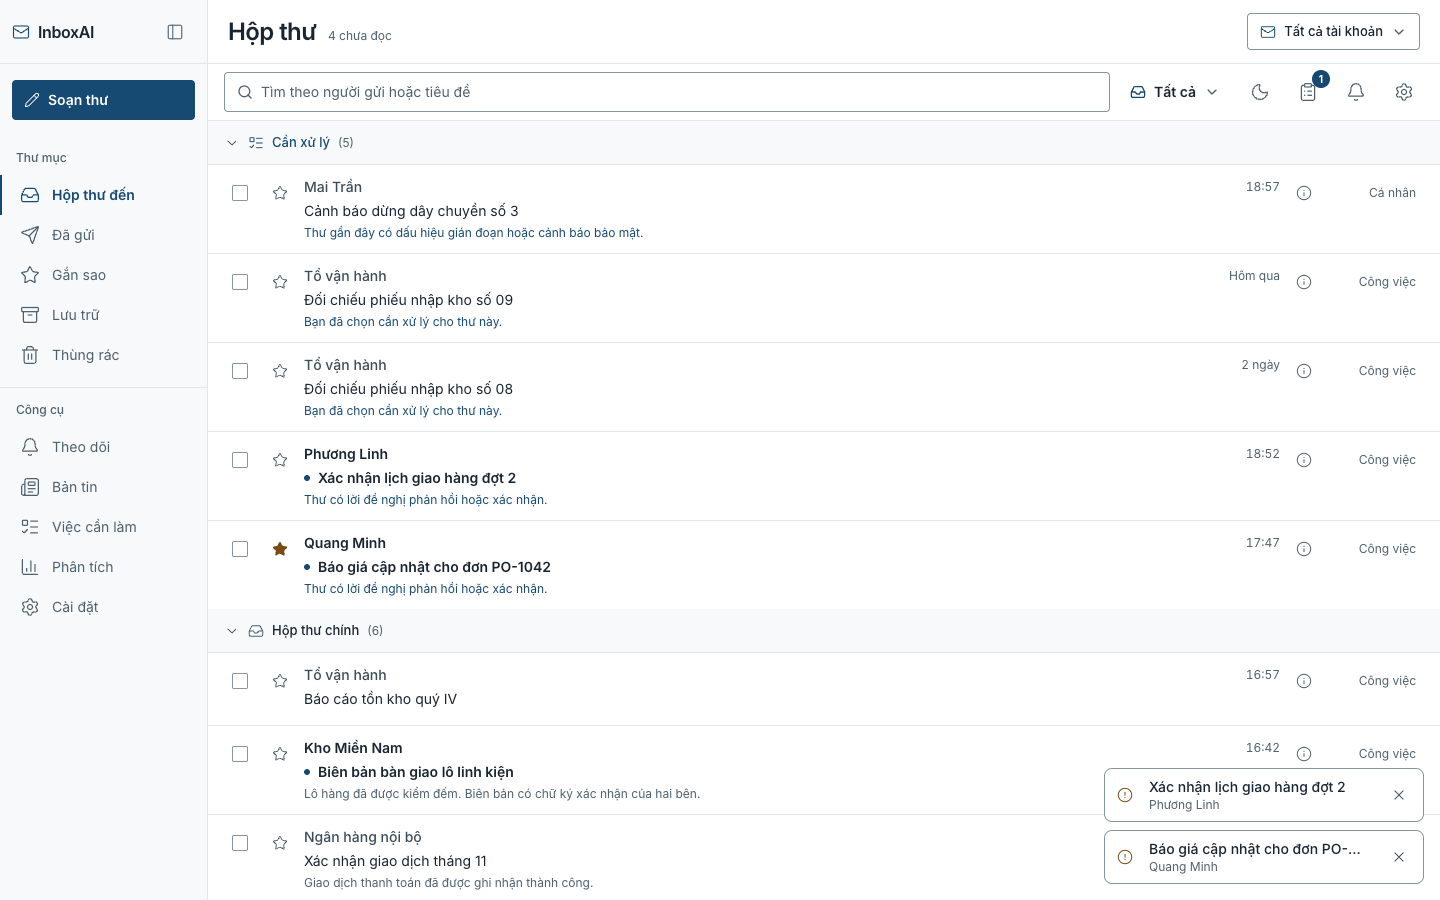 InboxAI
Soạn thư
Thư mục
Hộp thư đến
Đã gửi
Gắn sao
Lưu trữ
Thùng rác
Công cụ
Theo dõi
Bản tin
Việc cần làm
Phân tích
Cài đặt
Hộp thư 4 chưa đọc
Tất cả tài khoản
Tìm theo người gửi hoặc tiêu đề
Tất cả
1
Cần xử lý (5)
Mai Trần 18:57 Cá nhân
Cảnh báo dừng dây chuyền số 3
Thư gần đây có dấu hiệu gián đoạn hoặc cảnh báo bảo mật.
Tổ vận hành Hôm qua Công việc
Đối chiếu phiếu nhập kho số 09
Bạn đã chọn cần xử lý cho thư này.
Tổ vận hành 2 ngày Công việc
Đối chiếu phiếu nhập kho số 08
Bạn đã chọn cần xử lý cho thư này.
Phương Linh 18:52 Công việc
Xác nhận lịch giao hàng đợt 2
Thư có lời đề nghị phản hồi hoặc xác nhận.
Quang Minh 17:47 Công việc
Báo giá cập nhật cho đơn PO-1042
Thư có lời đề nghị phản hồi hoặc xác nhận.
Hộp thư chính (6)
Tổ vận hành 16:57 Công việc
Báo cáo tồn kho quý IV
Kho Miền Nam 16:42 Công việc
Biên bản bàn giao lô linh kiện
Lô hàng đã được kiểm đếm. Biên bản có chữ ký xác nhận của hai bên.
Ngân hàng nội bộ
Xác nhận giao dịch tháng 11
Giao dịch thanh toán đã được ghi nhận thành công.
Xác nhận lịch giao hàng đợt 2
Phương Linh
Báo giá cập nhật cho đơn PO-...
Quang Minh